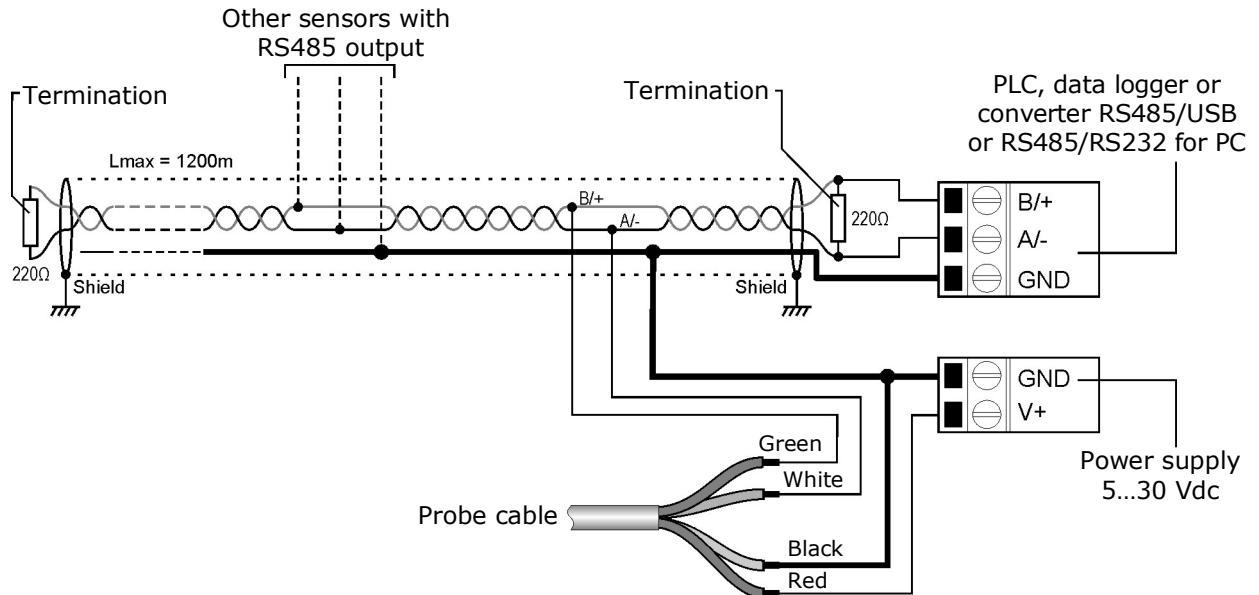 Other sensors with
RS485 output
Termination
Termination
PLC, data logger or
converter RS485/USB
or RS485/RS232 for PC
Lmax = 1200m
B/+
A/-
220Ω
220Ω
Shield
Shield
B/+
A/-
GND
GND
V+
Green
White
Probe cable
Black
Red
Power supply
5...30 Vdc